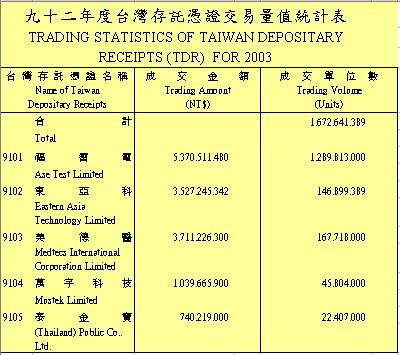 九十二年度台灣存託憑證交易量值統計表
TRADING STATISTICS OF TAIWAN DEPOSITARY
RECEIPTS (TDR) FOR 2003
台灣存託憑證名稱 成交金額 成交單位數
Name of Taiwan Trading Amount Trading Volume
Depositary Receipts (NT$) (Units)
合計 1,672,641,389
Total
9101 福雷電 5,370,511,480 1,289,813,000
Ase Test Limited
9102 東亞科 3,527,245,342 146,899,389
Eastern Asia
Technology Limited
9103 美德醫 3,711,226,300 167,718,000
Medtecs International
Corporation Limited
9104 萬宇科技 1,039,665,900 45,804,000
Mostek Limited
9105 泰金寶 740,219,000 22,407,000
(Thailand) Public Co.,
Ltd.